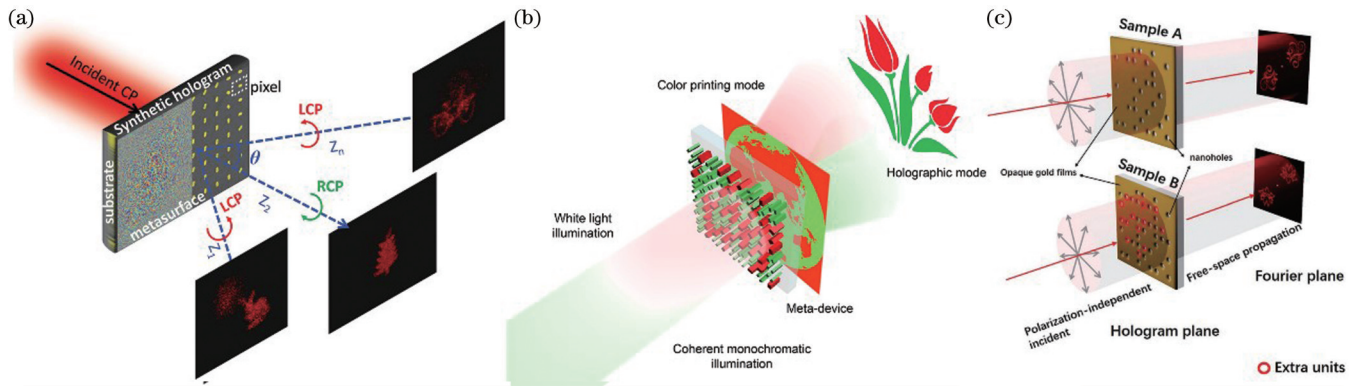 (a)
Incident CP
Synthetic hologram
pixel
substrate
metasurface
LCP
Zn
θ
RCP
Z2
LCP
Z1
(b)
Color printing mode
Holographic mode
White light
illumination
Meta-device
Coherent monochromatic
illumination
(c)
Sample A
nanoholes
Opaque gold films
Sample B
Free-space propagation
Fourier plane
Polarization-independent
incident
Hologram plane
Extra units